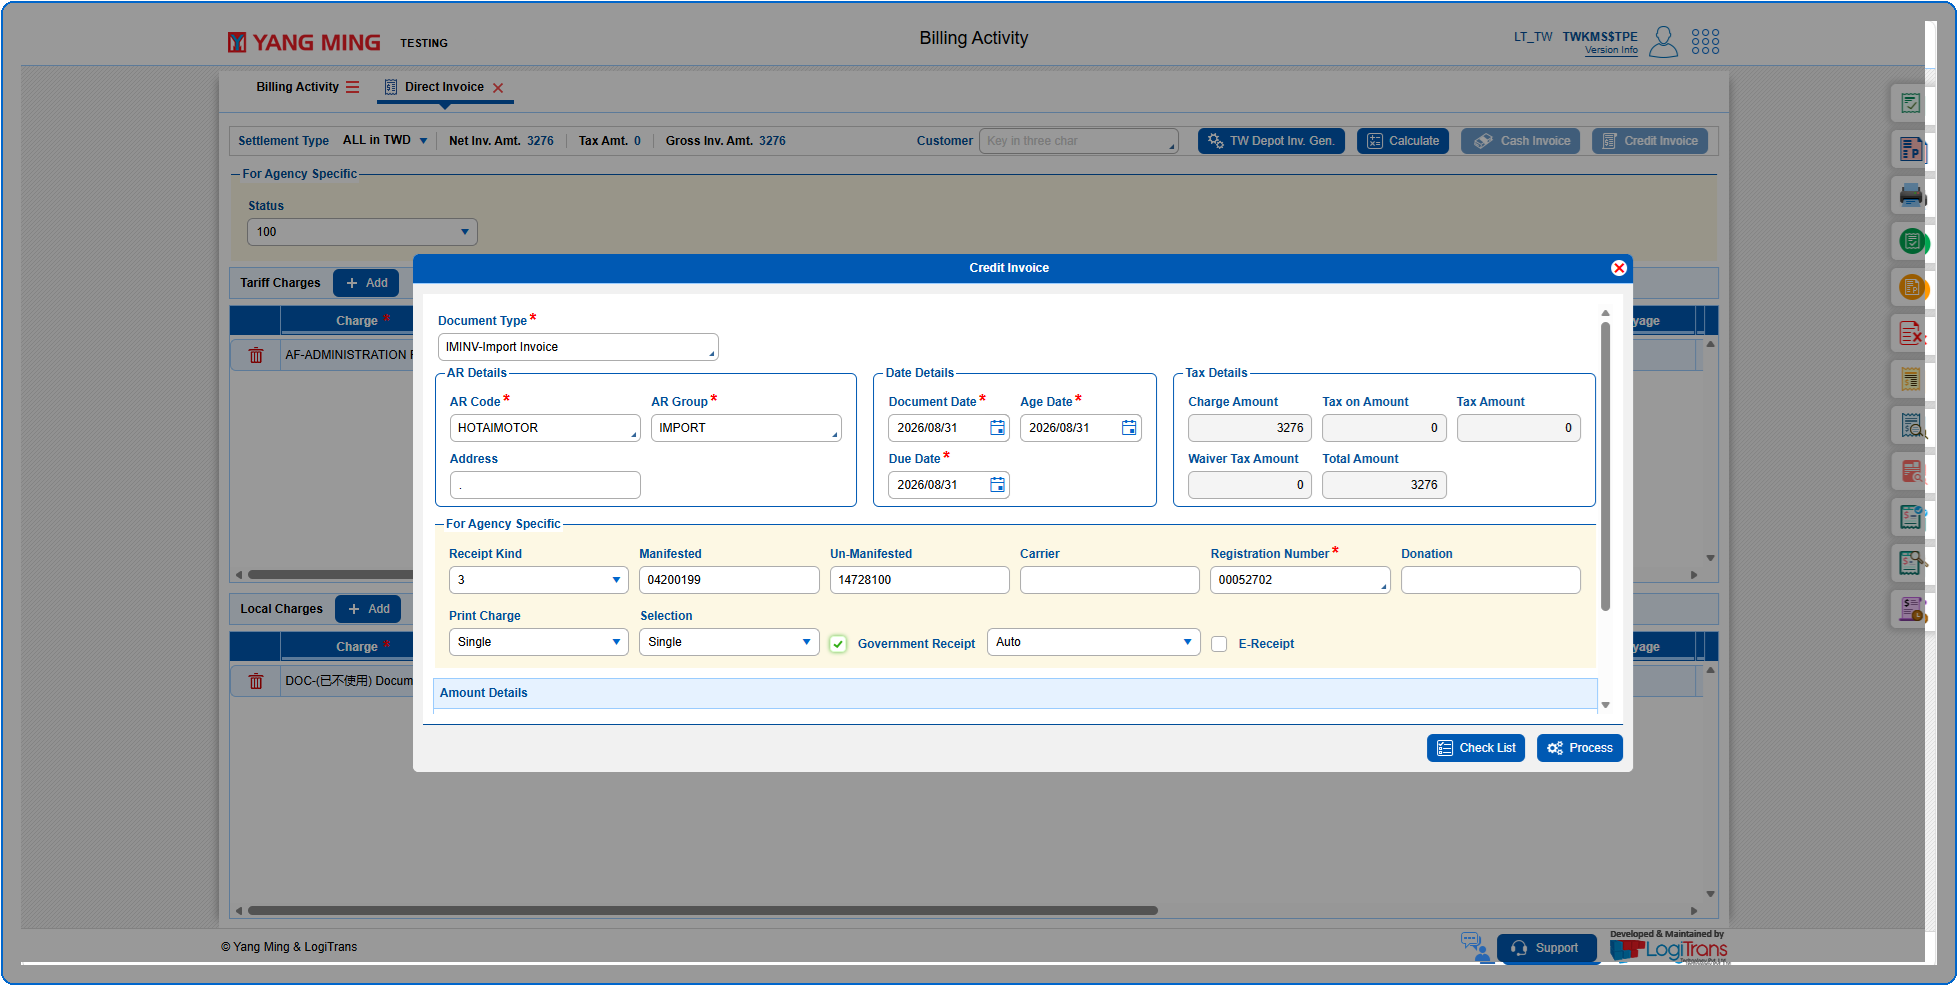 YANG MING TESTING
Billing Activity
LT_TW TWKMS$TPE
Version Info
Billing Activity Direct Invoice
Settlement Type ALL in TWD Net Inv. Amt. 3276 Tax Amt. 0 Gross Inv. Amt. 3276 Customer Key in three char TW Depot Inv. Gen. Calculate Cash Invoice Credit Invoice
For Agency Specific
Status
100
Tariff Charges Add
Charge *
yage
AF-ADMINISTRATION
Credit Invoice
Document Type *
IMINV-Import Invoice
AR Details
AR Code * AR Group *
HOTAIMOTOR IMPORT
Address
.
Date Details
Document Date * Age Date *
2026/08/31 2026/08/31
Due Date *
2026/08/31
Tax Details
Charge Amount Tax on Amount Tax Amount
3276 0 0
Waiver Tax Amount Total Amount
0 3276
For Agency Specific
Receipt Kind Manifested Un-Manifested Carrier Registration Number * Donation
3 04200199 14728100 00052702
Print Charge Selection
Single Single Government Receipt Auto E-Receipt
Amount Details
Check List Process
Local Charges Add
Charge *
yage
DOC-(已不使用) Docum
© Yang Ming & LogiTrans
Support
Developed & Maintained by
LogiTrans